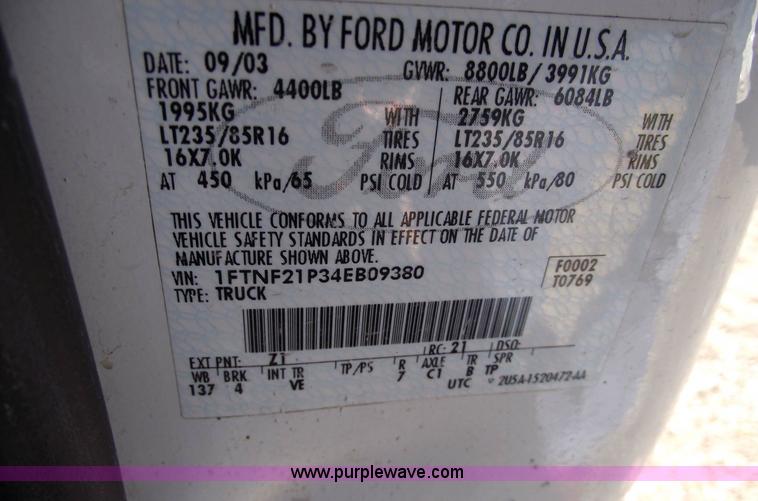 MFD. BY FORD MOTOR CO. IN U.S.A.
DATE: 09/03 GVWR: 8800LB/ 3991KG
FRONT GAWR: 4400LB REAR GAWR: 6084LB
1995KG WITH 2759KG WITH
LT235/85R16 TIRES LT235/85R16 TIRES
16X7.0K RIMS 16X7.0K RIMS
AT 450 kPa/65 PSI COLD AT 550 kPa/80 PSI COLD
Ford
THIS VEHICLE CONFORMS TO ALL APPLICABLE FEDERAL MOTOR
VEHICLE SAFETY STANDARDS IN EFFECT ON THE DATE OF
MANUFACTURE SHOWN ABOVE.
VIN: 1FTNF21P34EB09380 F0002
TYPE: TRUCK T0769
RC: 21 DSO:
EXT PNT: Z1
WB BRK INT TR TP/PS R AXLE TR SPR
137 4 VE 7 C1 B TP
UTC 2U5A-1520472-AA
www.purplewave.com